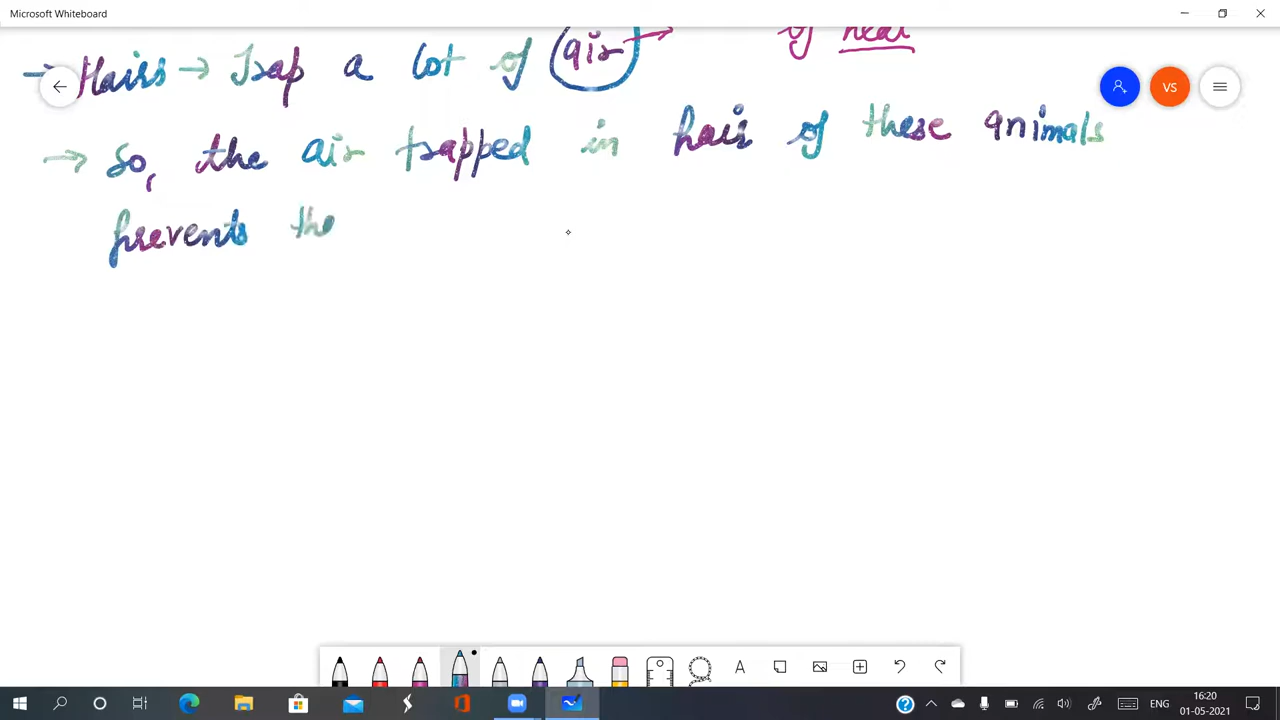 Microsoft Whiteboard
→ Hairs → Trap a lot of air → of heat
VS
→ So, the air trapped in hair of these animals
prevents the
A
ENG
16:20
01-05-2021